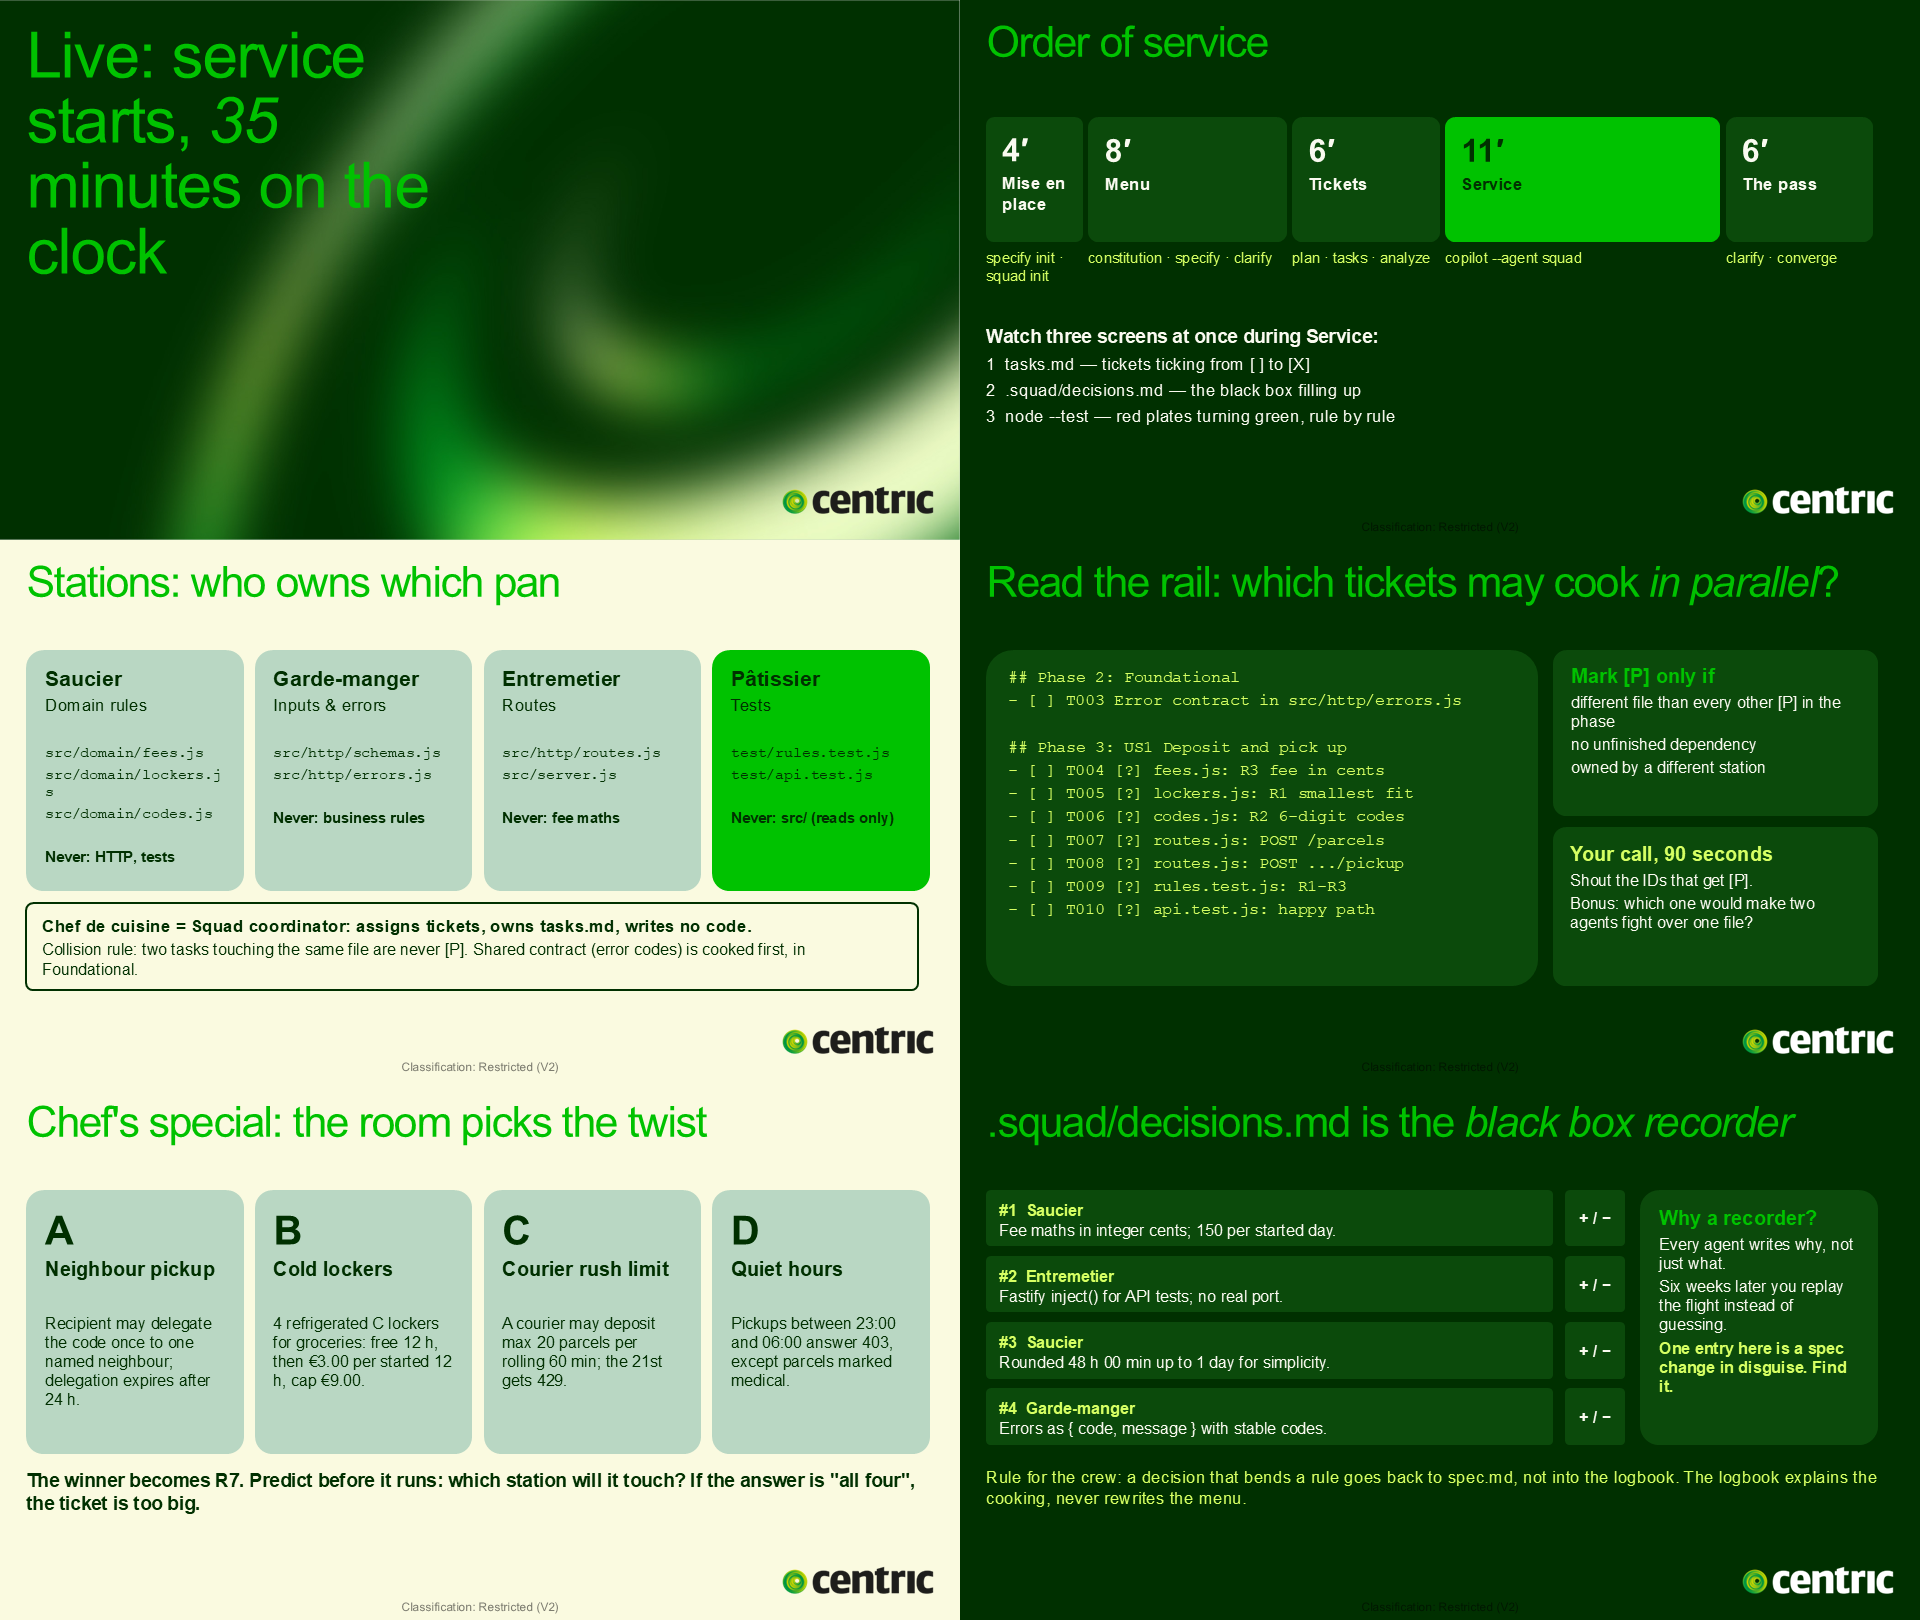 Live: service
starts, 35
minutes on the
clock
centric
Order of service
4′
Mise en
place
8′
Menu
6′
Tickets
11′
Service
6′
The pass
specify init ·
squad init
constitution · specify · clarify
plan · tasks · analyze
copilot --agent squad
clarify · converge
Watch three screens at once during Service:
1 tasks.md — tickets ticking from [ ] to [X]
2 .squad/decisions.md — the black box filling up
3 node --test — red plates turning green, rule by rule
centric
Classification: Restricted (V2)
Stations: who owns which pan
Saucier
Domain rules
src/domain/fees.js
src/domain/lockers.j
s
src/domain/codes.js
Never: HTTP, tests
Garde-manger
Inputs & errors
src/http/schemas.js
src/http/errors.js
Never: business rules
Entremetier
Routes
src/http/routes.js
src/server.js
Never: fee maths
Pâtissier
Tests
test/rules.test.js
test/api.test.js
Never: src/ (reads only)
Chef de cuisine = Squad coordinator: assigns tickets, owns tasks.md, writes no code.
Collision rule: two tasks touching the same file are never [P]. Shared contract (error codes) is cooked first, in
Foundational.
centric
Classification: Restricted (V2)
Read the rail: which tickets may cook in parallel?
## Phase 2: Foundational
- [ ] T003 Error contract in src/http/errors.js
## Phase 3: US1 Deposit and pick up
- [ ] T004 [?] fees.js: R3 fee in cents
- [ ] T005 [?] lockers.js: R1 smallest fit
- [ ] T006 [?] codes.js: R2 6-digit codes
- [ ] T007 [?] routes.js: POST /parcels
- [ ] T008 [?] routes.js: POST .../pickup
- [ ] T009 [?] rules.test.js: R1-R3
- [ ] T010 [?] api.test.js: happy path
Mark [P] only if
different file than every other [P] in the
phase
no unfinished dependency
owned by a different station
Your call, 90 seconds
Shout the IDs that get [P].
Bonus: which one would make two
agents fight over one file?
centric
Classification: Restricted (V2)
Chef's special: the room picks the twist
A
Neighbour pickup
Recipient may delegate
the code once to one
named neighbour;
delegation expires after
24 h.
B
Cold lockers
4 refrigerated C lockers
for groceries: free 12 h,
then €3.00 per started 12
h, cap €9.00.
C
Courier rush limit
A courier may deposit
max 20 parcels per
rolling 60 min; the 21st
gets 429.
D
Quiet hours
Pickups between 23:00
and 06:00 answer 403,
except parcels marked
medical.
The winner becomes R7. Predict before it runs: which station will it touch? If the answer is "all four",
the ticket is too big.
centric
Classification: Restricted (V2)
.squad/decisions.md is the black box recorder
#1 Saucier
Fee maths in integer cents; 150 per started day.
+ / −
#2 Entremetier
Fastify inject() for API tests; no real port.
+ / −
#3 Saucier
Rounded 48 h 00 min up to 1 day for simplicity.
+ / −
#4 Garde-manger
Errors as { code, message } with stable codes.
+ / −
Why a recorder?
Every agent writes why, not
just what.
Six weeks later you replay
the flight instead of
guessing.
One entry here is a spec
change in disguise. Find
it.
Rule for the crew: a decision that bends a rule goes back to spec.md, not into the logbook. The logbook explains the
cooking, never rewrites the menu.
centric
Classification: Restricted (V2)